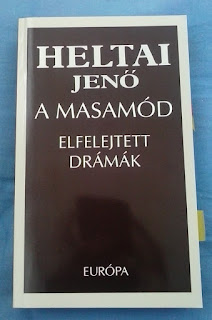 HELTAI
JENŐ
A MASAMÓD
ELFELEJTETT
DRÁMÁK
EURÓPA